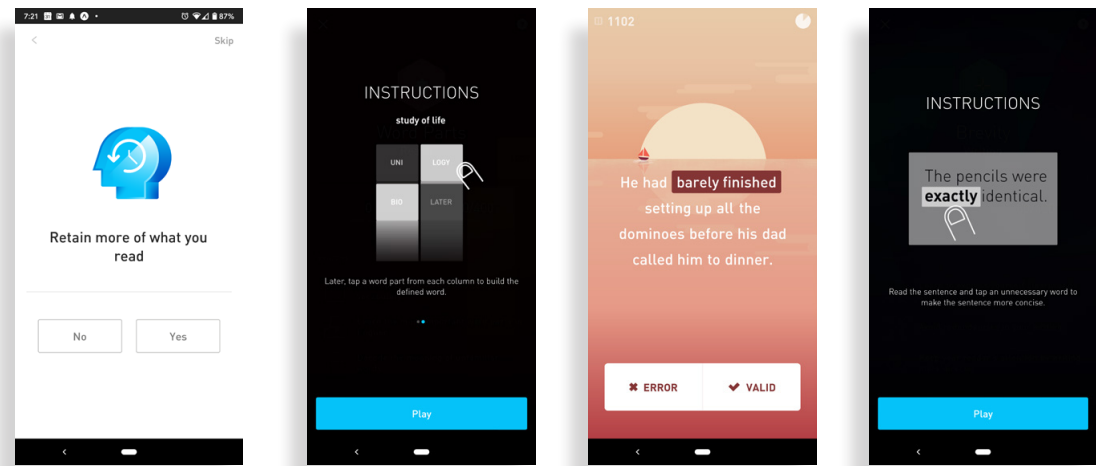 7:21
87%
Skip
Retain more of what you
read
No
Yes
INSTRUCTIONS
study of life
UNI
LOGY
BIO
LATER
Later, tap a word part from each column to build the
defined word.
Play
1102
He had barely finished
setting up all the
dominoes before his dad
called him to dinner.
✖ ERROR
✔ VALID
INSTRUCTIONS
The pencils were
exactly identical.
Read the sentence and tap an unnecessary word to
make the sentence more concise.
Play